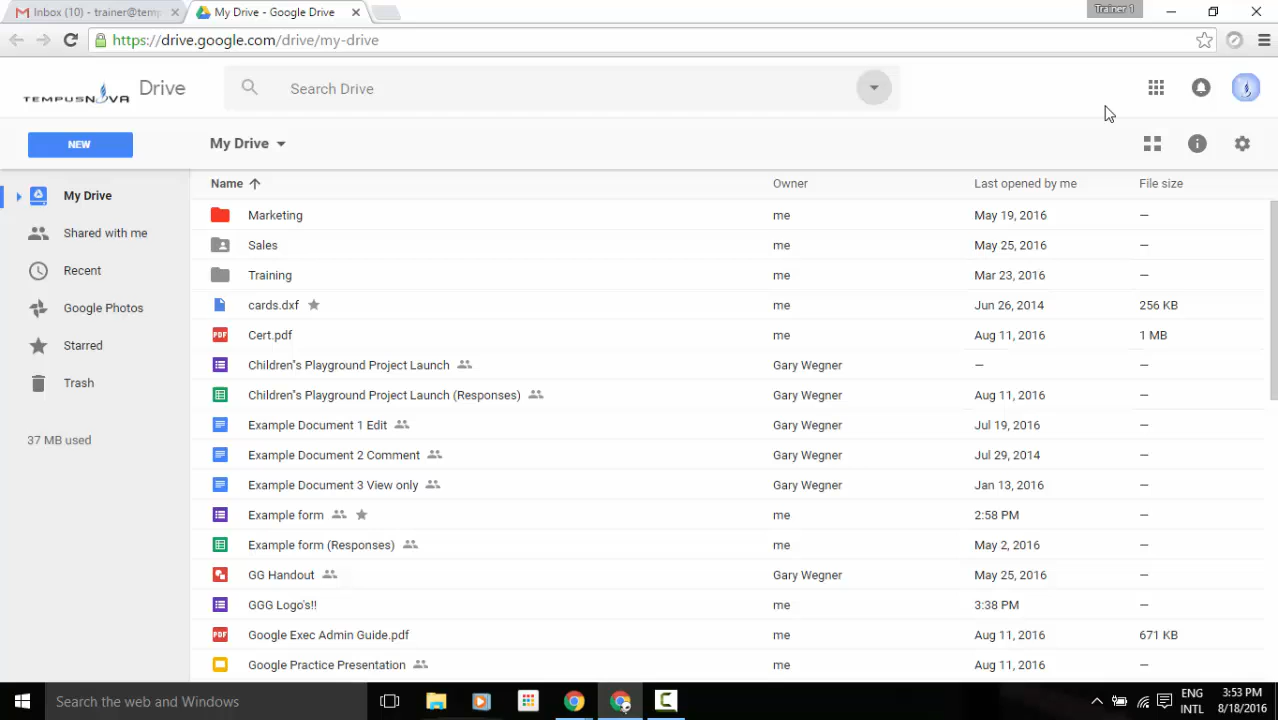 Inbox (10) - trainer@temp
My Drive - Google Drive
Trainer 1
https://drive.google.com/drive/my-drive
TEMPUSNOVA Drive
Search Drive
NEW
My Drive
Name
Owner
Last opened by me
File size
My Drive
Shared with me
Recent
Google Photos
Starred
Trash
37 MB used
Marketing me May 19, 2016 —
Sales me May 25, 2016 —
Training me Mar 23, 2016 —
cards.dxf me Jun 26, 2014 256 KB
PDF Cert.pdf me Aug 11, 2016 1 MB
Children"s Playground Project Launch Gary Wegner — —
Children"s Playground Project Launch (Responses) Gary Wegner Aug 11, 2016 —
Example Document 1 Edit Gary Wegner Jul 19, 2016 —
Example Document 2 Comment Gary Wegner Jul 29, 2014 —
Example Document 3 View only Gary Wegner Jan 13, 2016 —
Example form me 2:58 PM —
Example form (Responses) me May 2, 2016 —
GG Handout Gary Wegner May 25, 2016 —
GGG Logo's!! me 3:38 PM —
PDF Google Exec Admin Guide.pdf me Aug 11, 2016 671 KB
Google Practice Presentation me Aug 11, 2016 —
Search the web and Windows
ENG
INTL
3:53 PM
8/18/2016